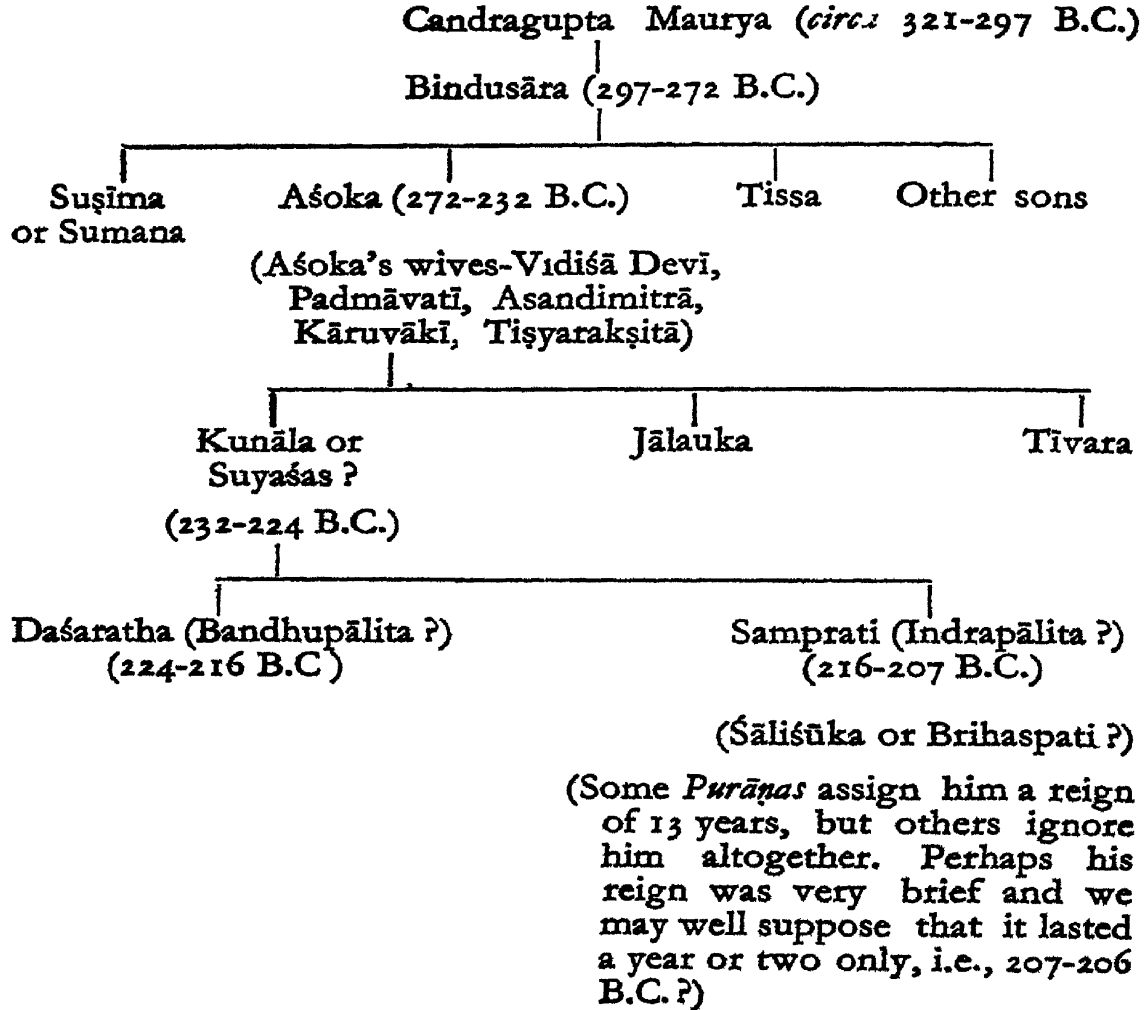 Candragupta Maurya (circa 321-297 B.C.)
Bindusāra (297-272 B.C.)
Suṣīma
or Sumana
Aśoka (272-232 B.C.)
Tissa
Other sons
(Aśoka's wives-Vidiśā Devī,
Padmāvatī, Asandimitrā,
Kāruvākī, Tiṣyarakṣitā)
Kunāla or
Suyaśas ?
(232-224 B.C.)
Jālauka
Tīvara
Daśaratha (Bandhupālita ?)
(224-216 B.C )
Samprati (Indrapālita ?)
(216-207 B.C.)
(Śāliśūka or Brihaspati ?)
(Some Purāṇas assign him a reign
of 13 years, but others ignore
him altogether. Perhaps his
reign was very brief and we
may well suppose that it lasted
a year or two only, i.e., 207-206
B.C. ?)